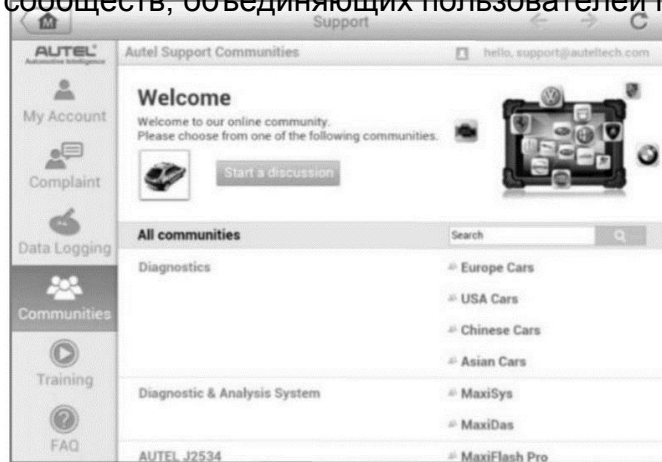 сообществ, объединяющих пользователей
Support
AUTEL
Automotive Intelligence
Autel Support Communities
hello, support@auteltech.com
My Account
Complaint
Data Logging
Communities
Training
FAQ
Welcome
Welcome to our online community.
Please choose from one of the following communities.
Start a discussion
All communities
Search
Diagnostics
Europe Cars
USA Cars
Chinese Cars
Asian Cars
Diagnostic & Analysis System
MaxiSys
MaxiDas
AUTEL J2534
MaxiFlash Pro